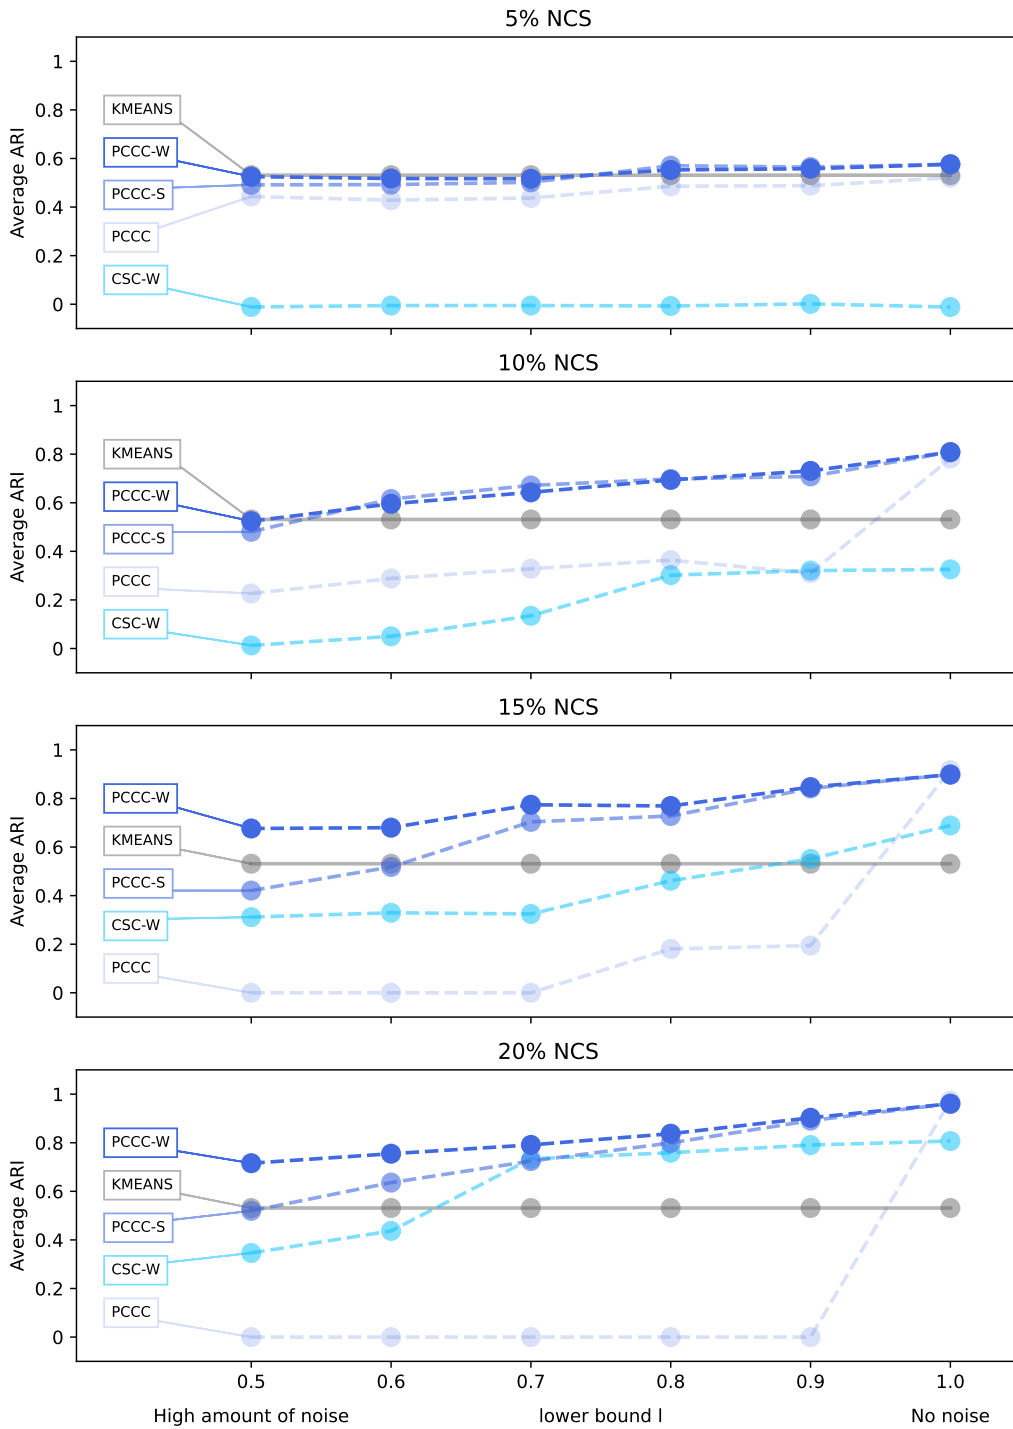 5% NCS
1
0.8
0.6
0.4
0.2
0
Average ARI
KMEANS
PCCC-W
PCCC-S
PCCC
CSC-W
10% NCS
1
0.8
0.6
0.4
0.2
0
Average ARI
KMEANS
PCCC-W
PCCC-S
PCCC
CSC-W
15% NCS
1
0.8
0.6
0.4
0.2
0
Average ARI
PCCC-W
KMEANS
PCCC-S
CSC-W
PCCC
20% NCS
1
0.8
0.6
0.4
0.2
0
Average ARI
PCCC-W
KMEANS
PCCC-S
CSC-W
PCCC
0.5 0.6 0.7 0.8 0.9 1.0
High amount of noise lower bound l No noise